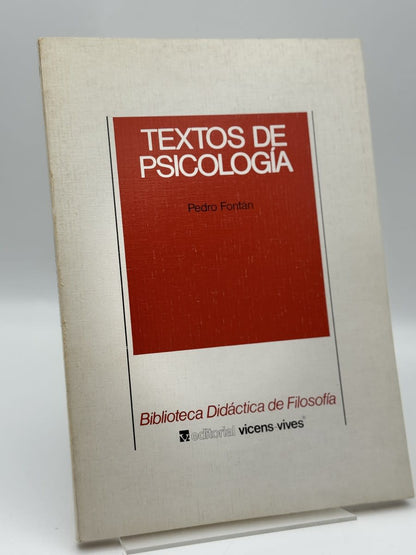 TEXTOS DE
PSICOLOGÍA
Pedro Fontan
Biblioteca Didáctica de Filosofía
editorial vicens-vives®